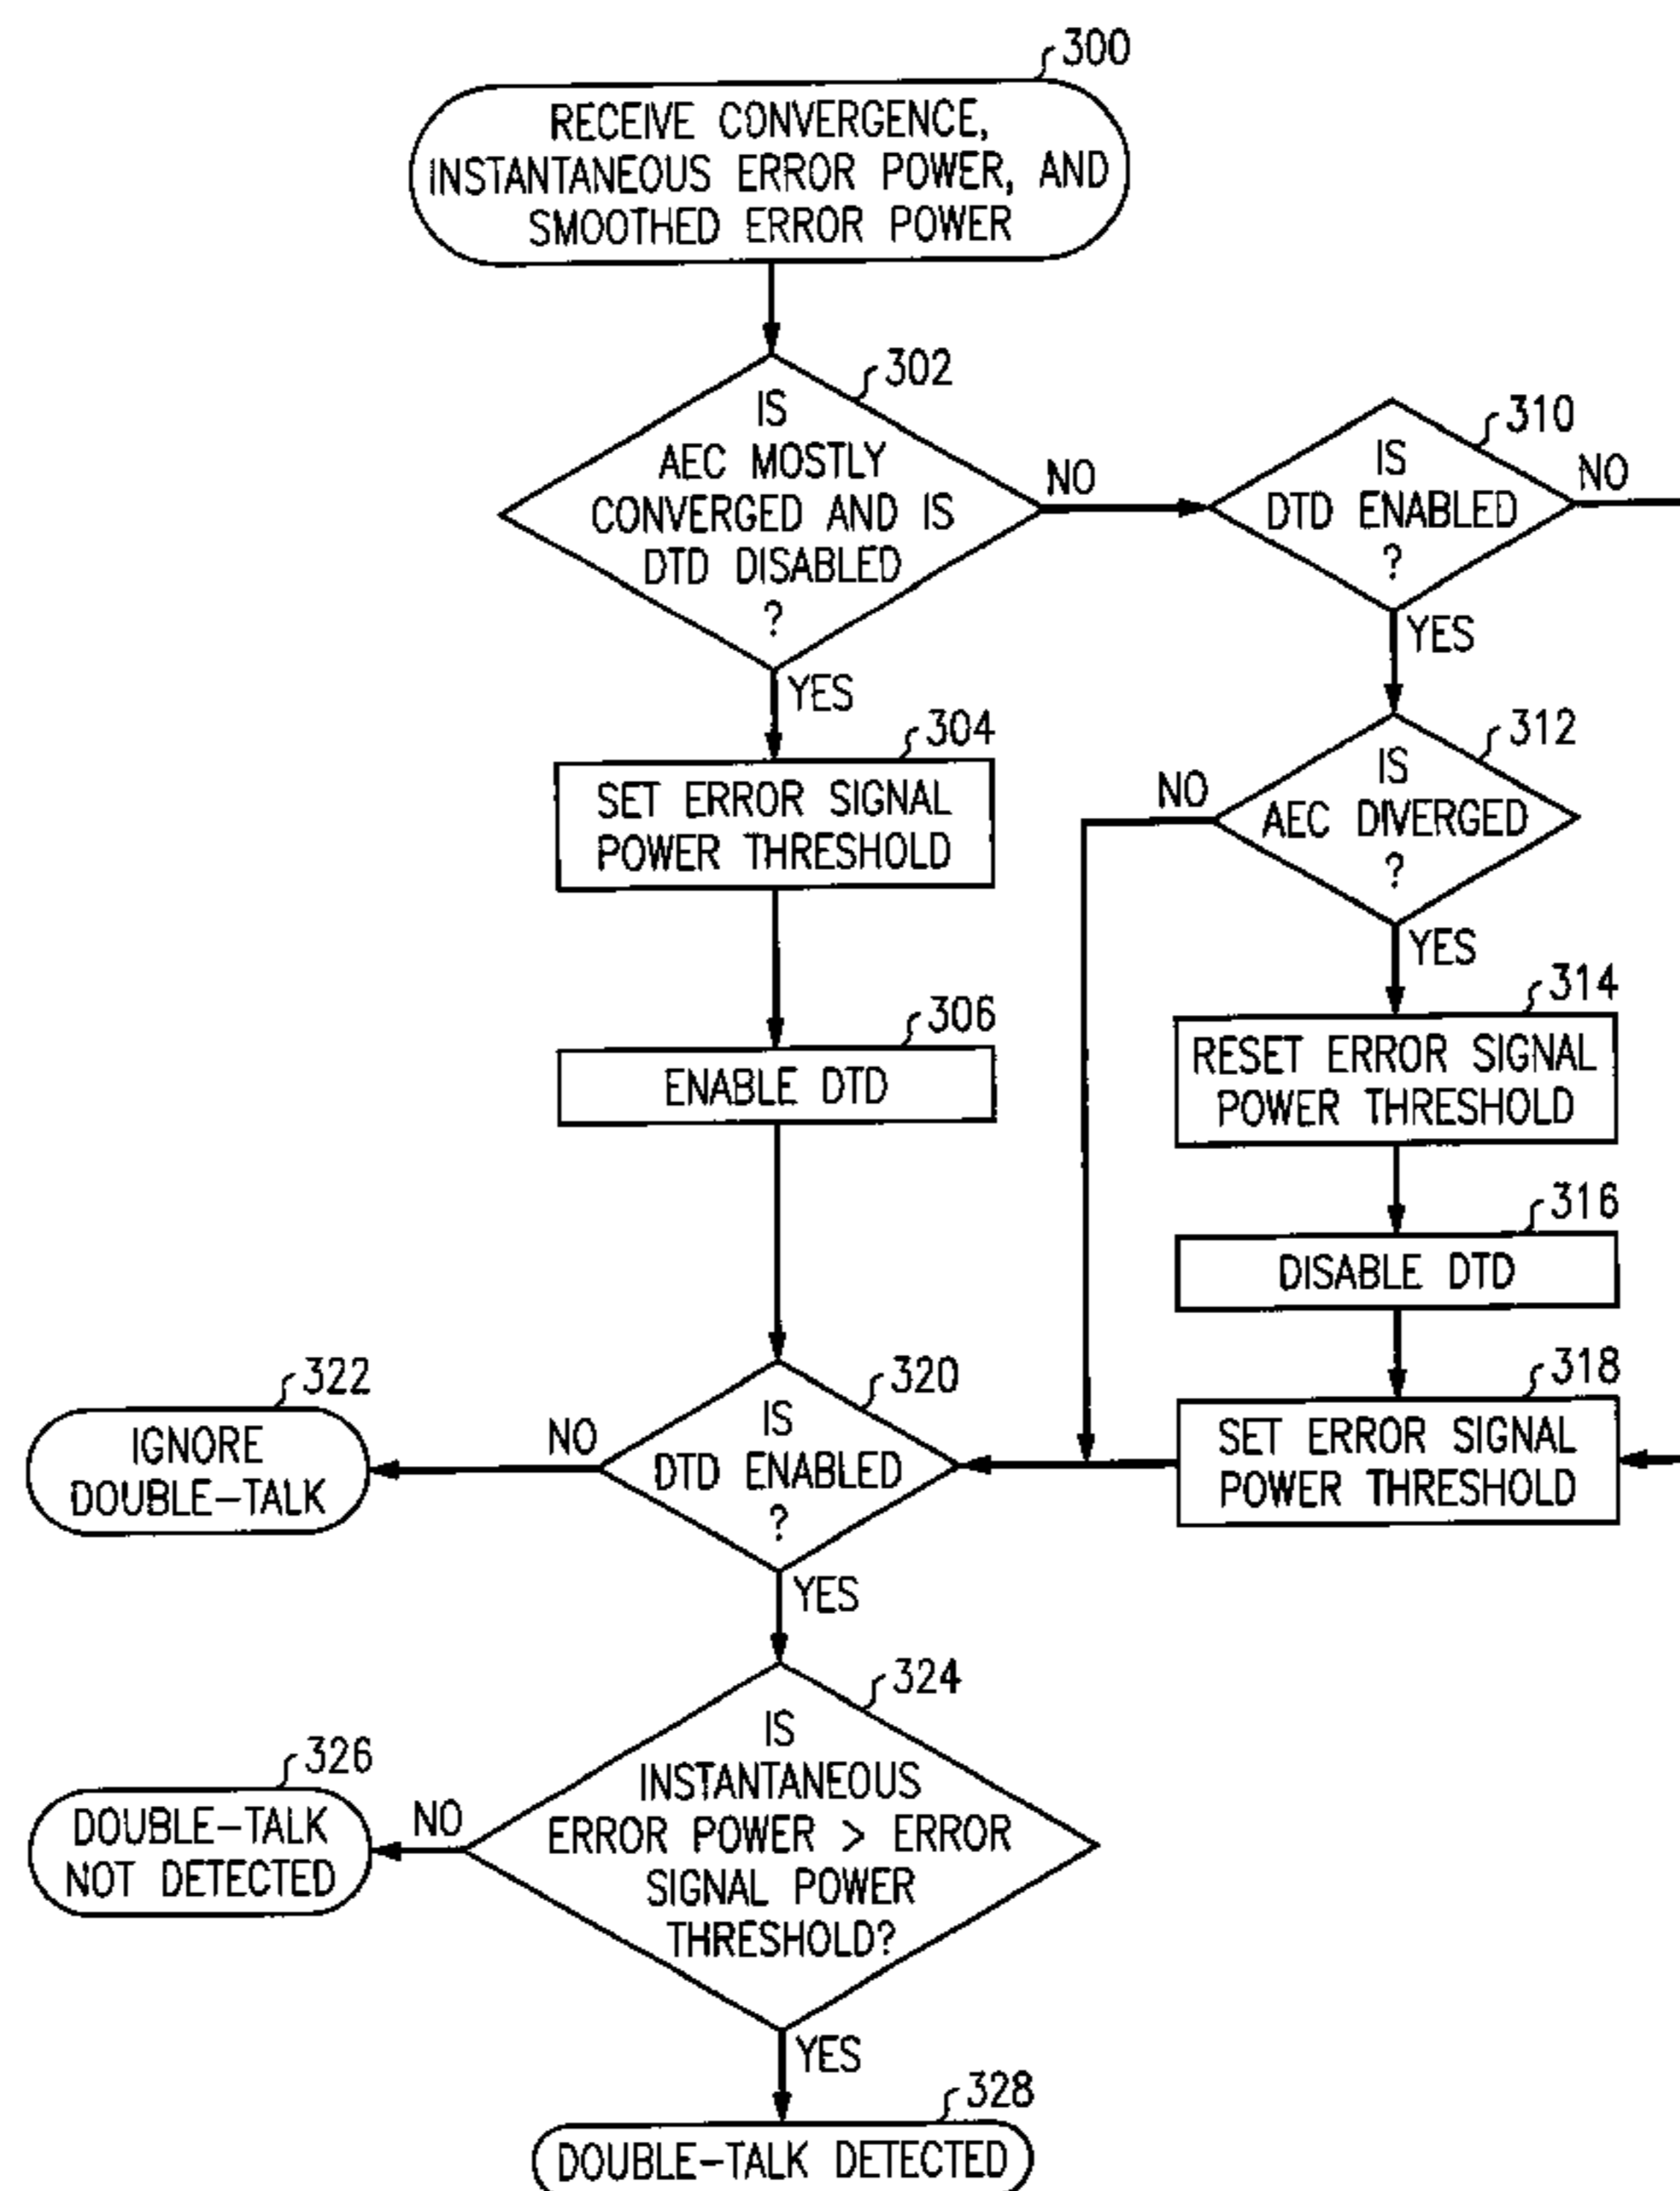 300
RECEIVE CONVERGENCE,
INSTANTANEOUS ERROR POWER, AND
SMOOTHED ERROR POWER
302
IS
AEC MOSTLY
CONVERGED AND IS
DTD DISABLED
?
NO
YES
310
IS
DTD ENABLED
?
NO
YES
304
SET ERROR SIGNAL
POWER THRESHOLD
312
IS
AEC DIVERGED
?
NO
YES
306
ENABLE DTD
314
RESET ERROR SIGNAL
POWER THRESHOLD
316
DISABLE DTD
318
SET ERROR SIGNAL
POWER THRESHOLD
320
IS
DTD ENABLED
?
NO
YES
322
IGNORE
DOUBLE-TALK
324
IS
INSTANTANEOUS
ERROR POWER > ERROR
SIGNAL POWER
THRESHOLD?
NO
YES
326
DOUBLE-TALK
NOT DETECTED
328
DOUBLE-TALK DETECTED